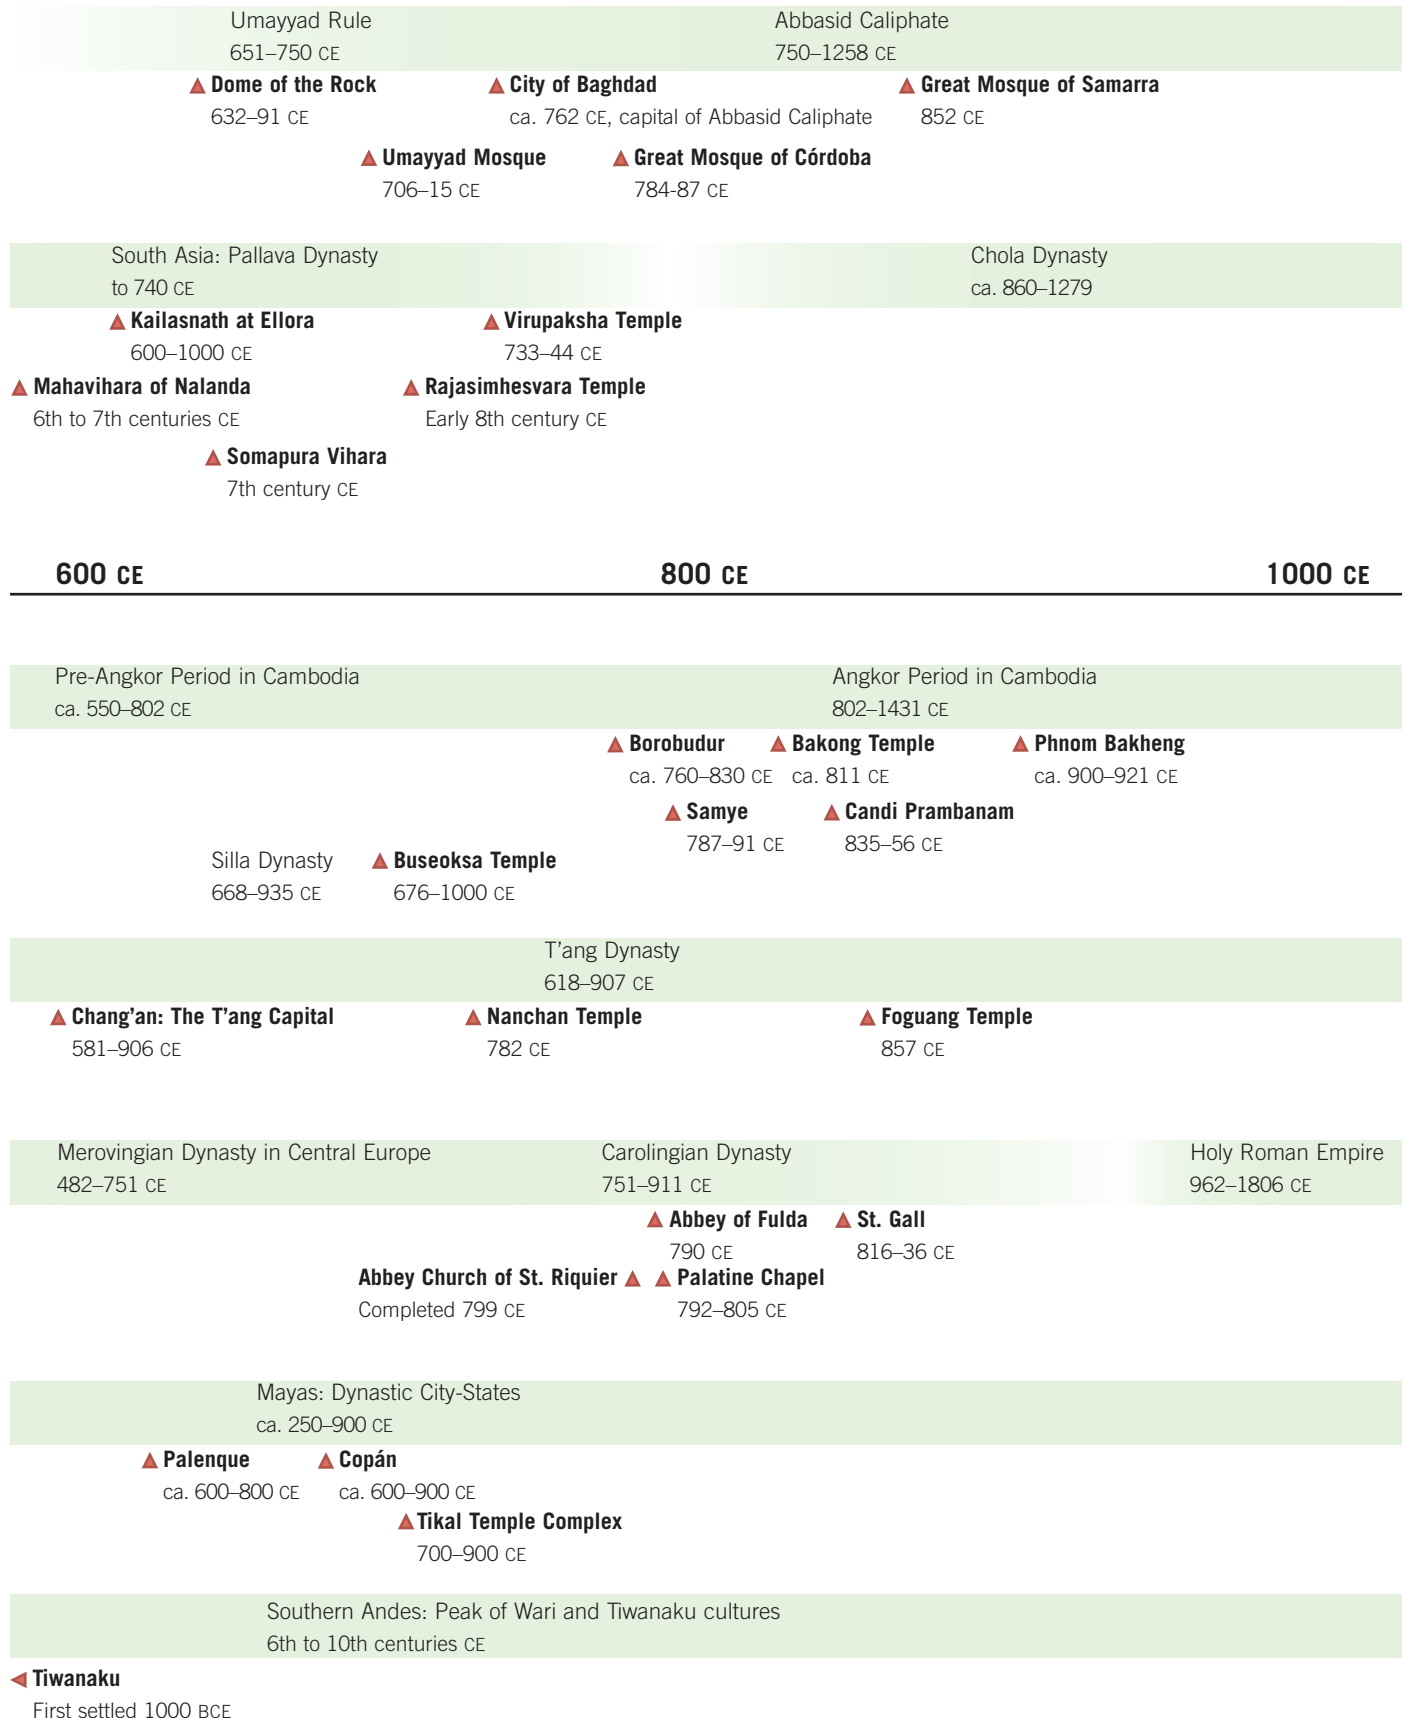 Umayyad Rule
651–750 CE
Abbasid Caliphate
750–1258 CE
Dome of the Rock
632–91 CE
City of Baghdad
ca. 762 CE, capital of Abbasid Caliphate
Great Mosque of Samarra
852 CE
Umayyad Mosque
706–15 CE
Great Mosque of Córdoba
784-87 CE
South Asia: Pallava Dynasty
to 740 CE
Chola Dynasty
ca. 860–1279
Kailasnath at Ellora
600–1000 CE
Virupaksha Temple
733–44 CE
Mahavihara of Nalanda
6th to 7th centuries CE
Rajasimhesvara Temple
Early 8th century CE
Somapura Vihara
7th century CE
600 CE
800 CE
1000 CE
Pre-Angkor Period in Cambodia
ca. 550–802 CE
Angkor Period in Cambodia
802–1431 CE
Borobudur
ca. 760–830 CE
Bakong Temple
ca. 811 CE
Phnom Bakheng
ca. 900–921 CE
Samye
787–91 CE
Candi Prambanam
835–56 CE
Silla Dynasty
668–935 CE
Buseoksa Temple
676–1000 CE
T’ang Dynasty
618–907 CE
Chang’an: The T’ang Capital
581–906 CE
Nanchan Temple
782 CE
Foguang Temple
857 CE
Merovingian Dynasty in Central Europe
482–751 CE
Carolingian Dynasty
751–911 CE
Holy Roman Empire
962–1806 CE
Abbey of Fulda
790 CE
St. Gall
816–36 CE
Abbey Church of St. Riquier
Completed 799 CE
Palatine Chapel
792–805 CE
Mayas: Dynastic City-States
ca. 250–900 CE
Palenque
ca. 600–800 CE
Copán
ca. 600–900 CE
Tikal Temple Complex
700–900 CE
Southern Andes: Peak of Wari and Tiwanaku cultures
6th to 10th centuries CE
Tiwanaku
First settled 1000 BCE